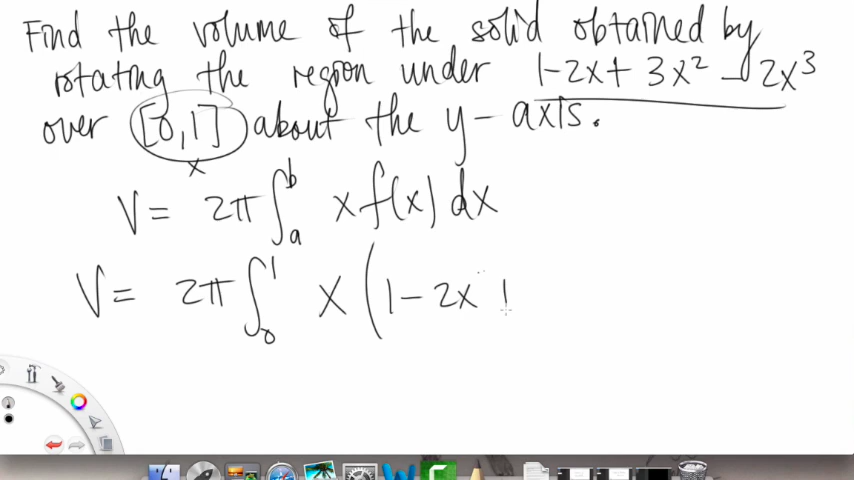 Find the volume of the solid obtained by
rotating the region under 1-2x+3x²-2x³
over [0,1] about the y-axis.
x
V= 2π∫ₐᵇ x f(x) dx
V= 2π∫₀¹ x (1-2x